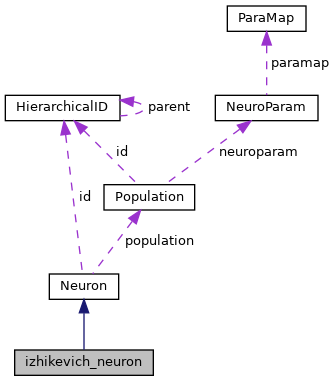 ParaMap
paramap
HierarchicalID
parent
NeuroParam
id
neuroparam
id
Population
population
Neuron
izhikevich_neuron